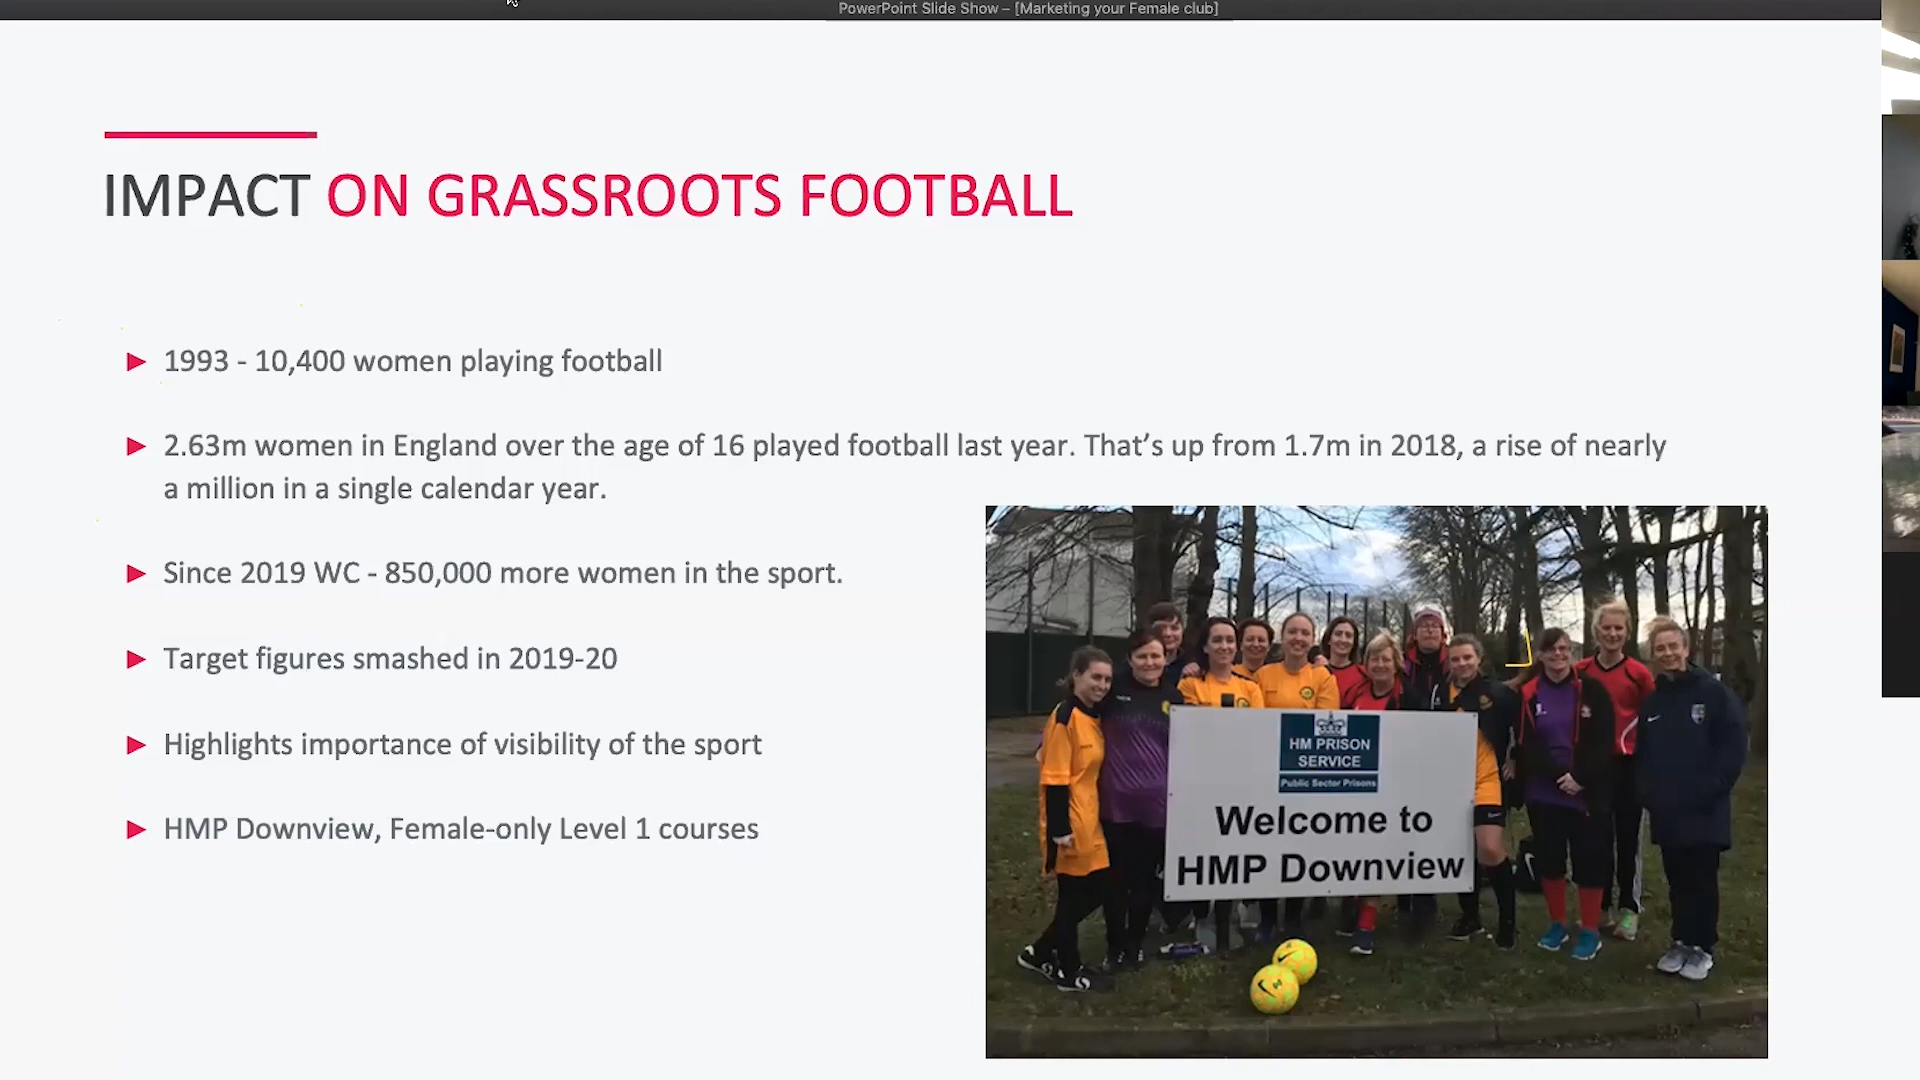 PowerPoint Slide Show – [Marketing your Female club]
IMPACT ON GRASSROOTS FOOTBALL
1993 - 10,400 women playing football
2.63m women in England over the age of 16 played football last year. That’s up from 1.7m in 2018, a rise of nearly
a million in a single calendar year.
Since 2019 WC - 850,000 more women in the sport.
Target figures smashed in 2019-20
Highlights importance of visibility of the sport
HMP Downview, Female-only Level 1 courses
HM PRISON
SERVICE
Public Sector Prisons
Welcome to
HMP Downview